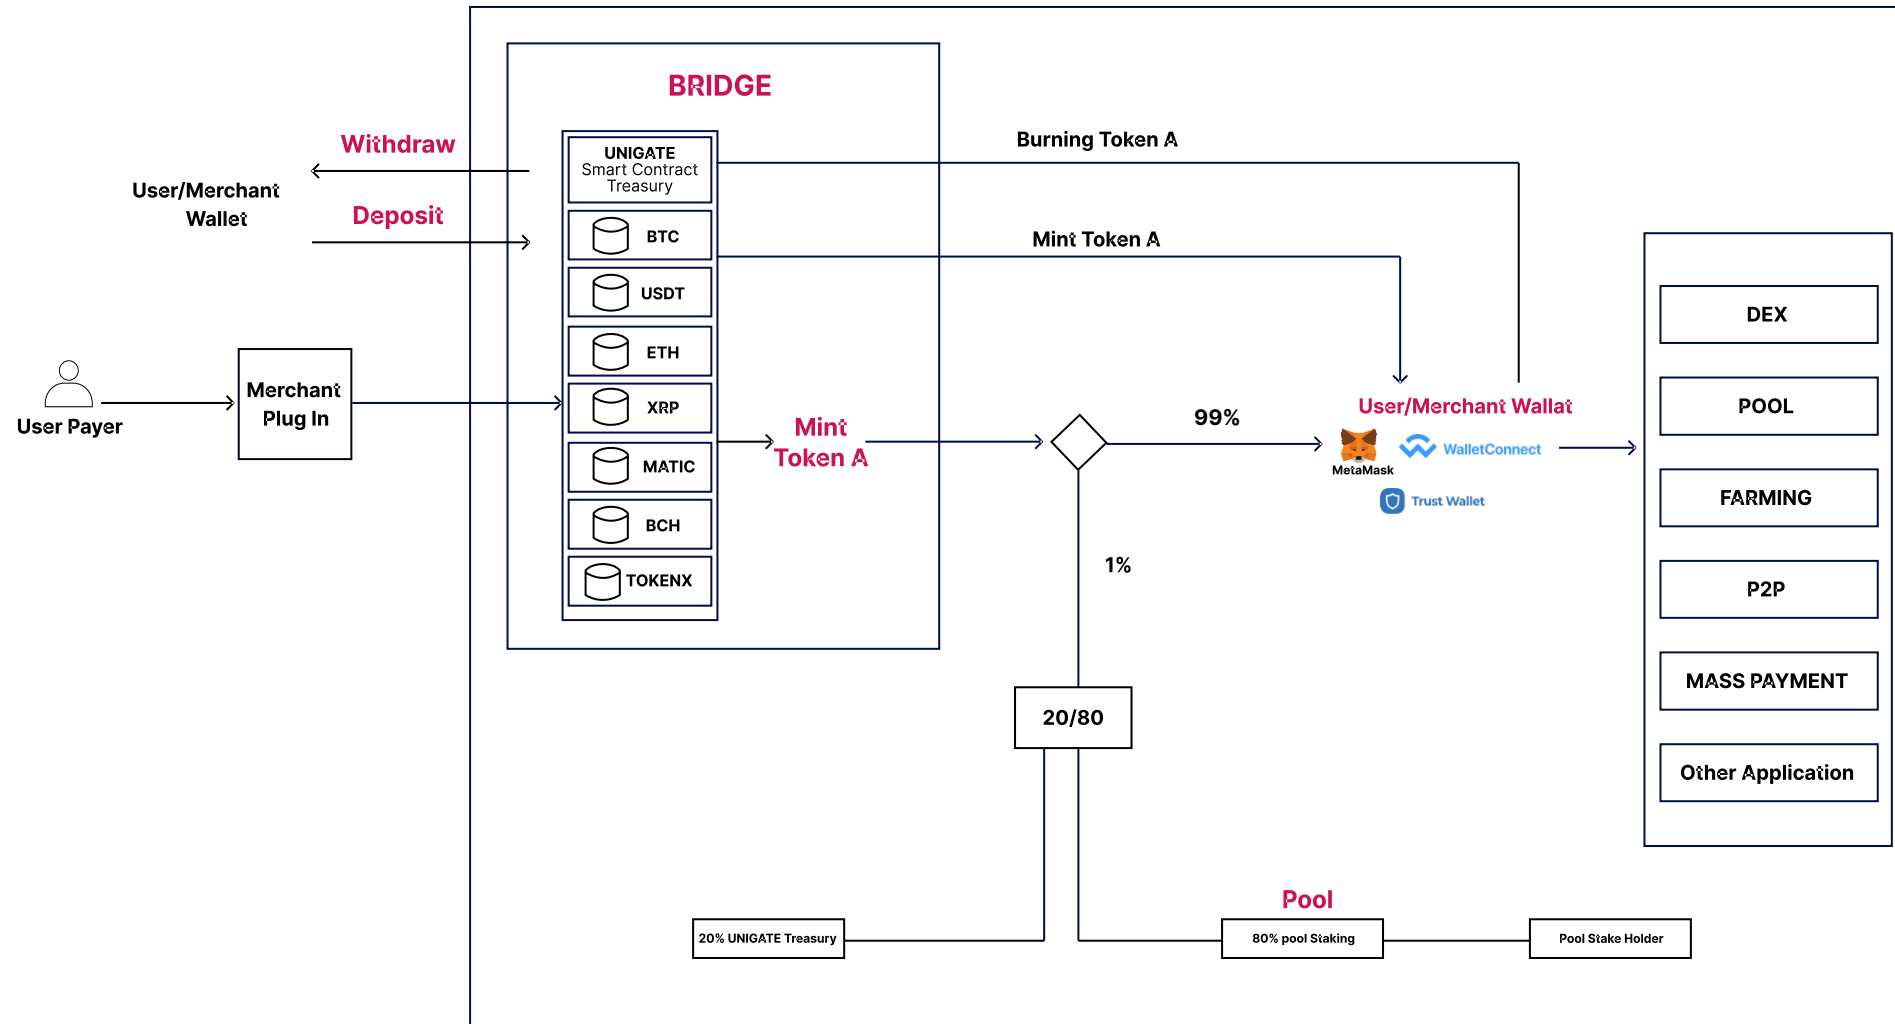 BRIDGE
Withdraw
User/Merchant
Wallet
Deposit
UNIGATE
Smart Contract
Treasury
BTC
USDT
ETH
XRP
MATIC
BCH
TOKENX
Burning Token A
Mint Token A
User Payer
Merchant
Plug In
Mint
Token A
99%
1%
User/Merchant Wallat
MetaMask
WalletConnect
Trust Wallet
DEX
POOL
FARMING
P2P
MASS PAYMENT
Other Application
20/80
20% UNIGATE Treasury
Pool
80% pool Staking
Pool Stake Holder